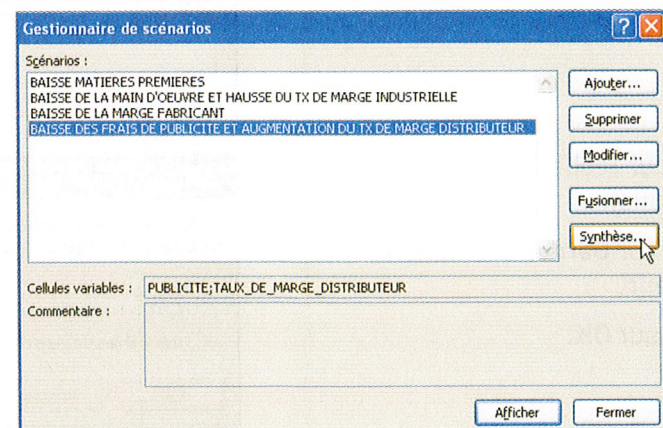 Gestionnaire de scénarios
Scénarios :
BAISSE MATIERES PREMIERES
BAISSE DE LA MAIN D'OEUVRE ET HAUSSE DU TX DE MARGE INDUSTRIELLE
BAISSE DE LA MARGE FABRICANT
BAISSE DES FRAIS DE PUBLICITE ET AUGMENTATION DU TX DE MARGE DISTRIBUTEUR
Ajouter...
Supprimer
Modifier...
Fusionner...
Synthèse...
Cellules variables : PUBLICITE;TAUX_DE_MARGE_DISTRIBUTEUR
Commentaire :
Afficher Fermer